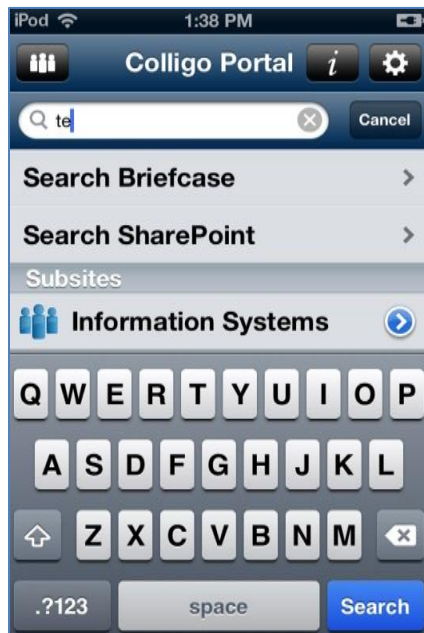 iPod 1:38 PM
Colligo Portal i
te Cancel
Search Briefcase
Search SharePoint
Subsites
Information Systems
Q W E R T Y U I O P
A S D F G H J K L
Z X C V B N M
.?123 space Search